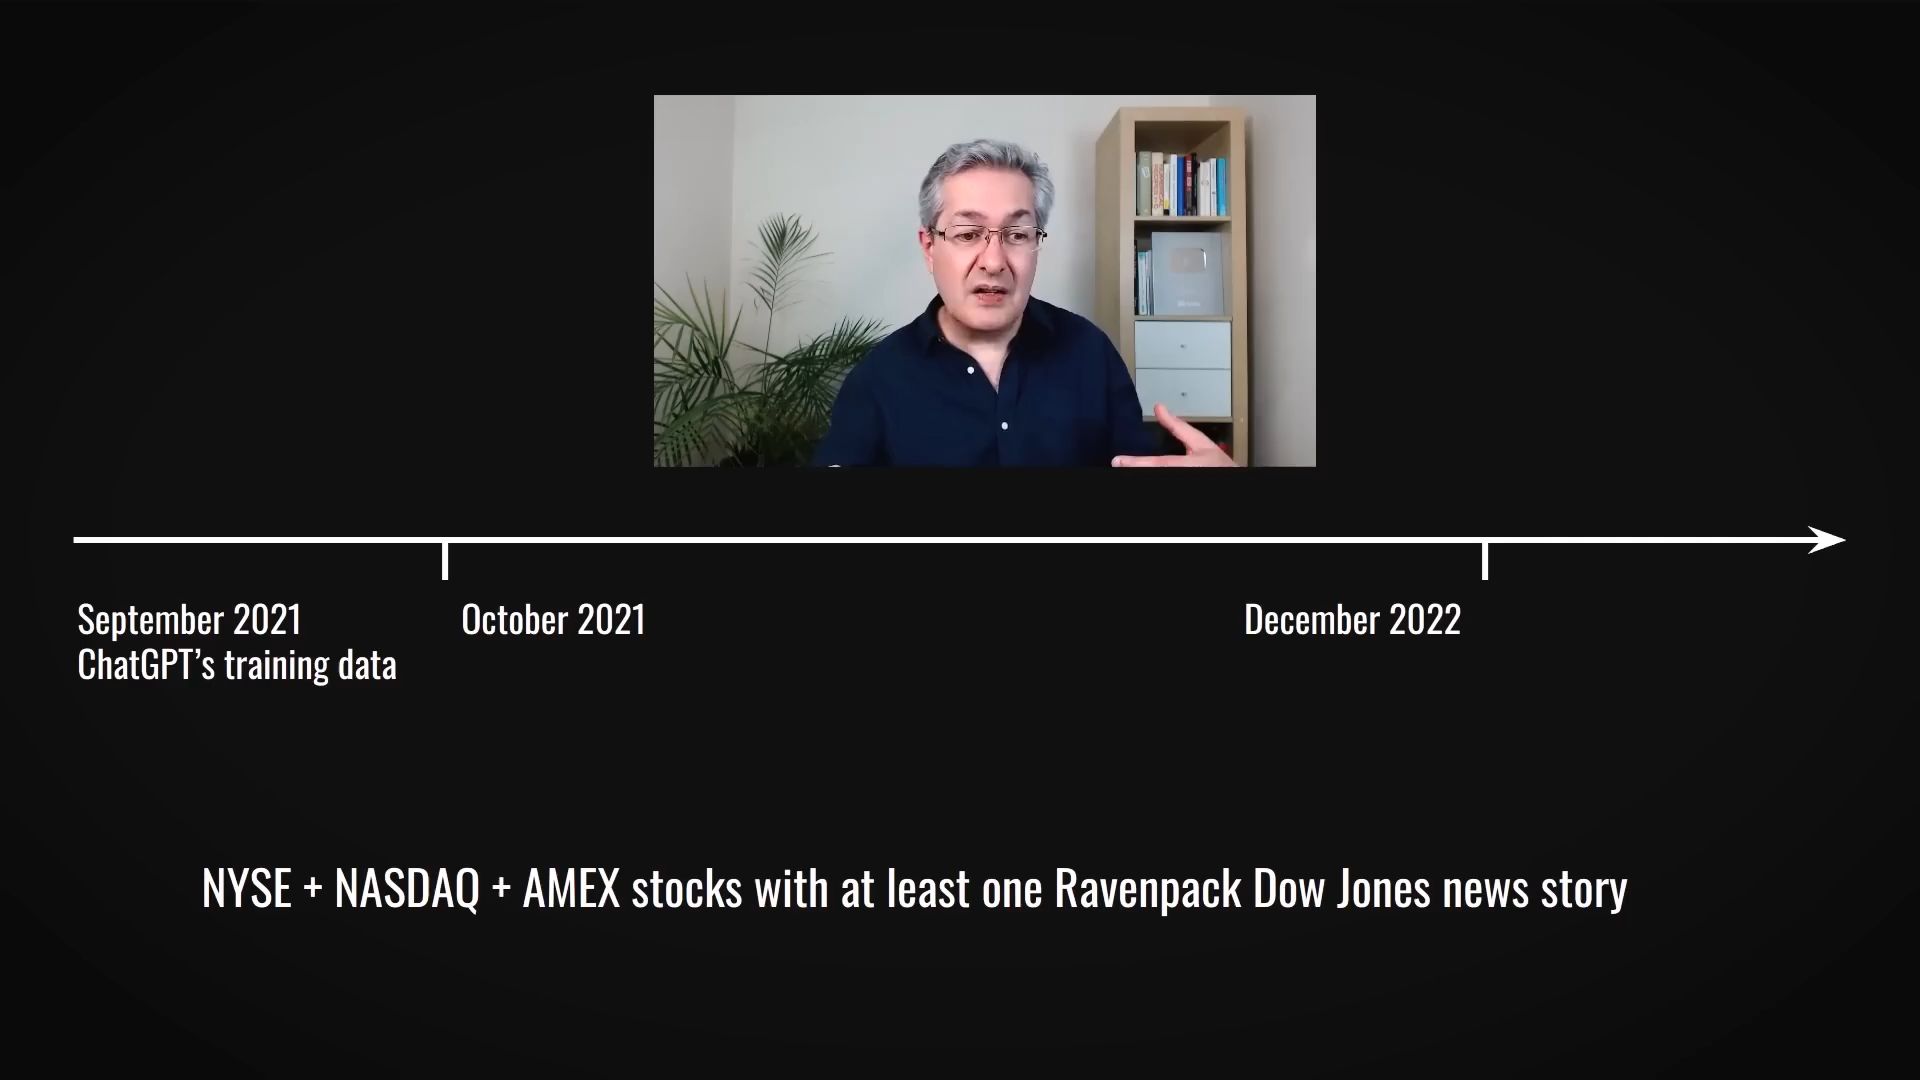 September 2021
ChatGPT's training data
October 2021
December 2022
NYSE + NASDAQ + AMEX stocks with at least one Ravenpack Dow Jones news story